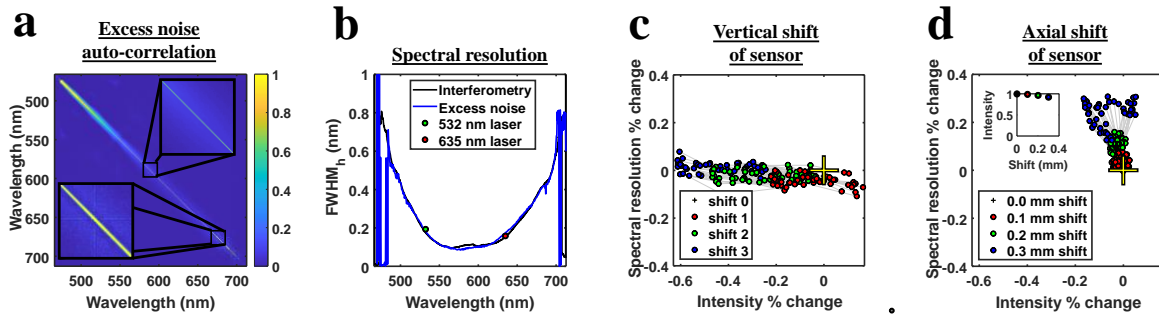 a
Excess noise
auto-correlation
Wavelength (nm)
500
550
600
650
700
500 550 600 650 700
Wavelength (nm)
1
0.8
0.6
0.4
0.2
0
b
Spectral resolution
FWHM_h (nm)
1
0.8
0.6
0.4
0.2
0
Interferometry
Excess noise
532 nm laser
635 nm laser
500 550 600 650 700
Wavelength (nm)
c
Vertical shift
of sensor
Spectral resolution % change
0.4
0.2
0
-0.2
-0.4
shift 0
shift 1
shift 2
shift 3
-0.6 -0.4 -0.2 0
Intensity % change
d
Axial shift
of sensor
Spectral resolution % change
0.4
0.2
0
-0.2
-0.4
Intensity
1
0.5
0
0 0.2 0.4
Shift (mm)
0.0 mm shift
0.1 mm shift
0.2 mm shift
0.3 mm shift
-0.6 -0.4 -0.2 0
Intensity % change